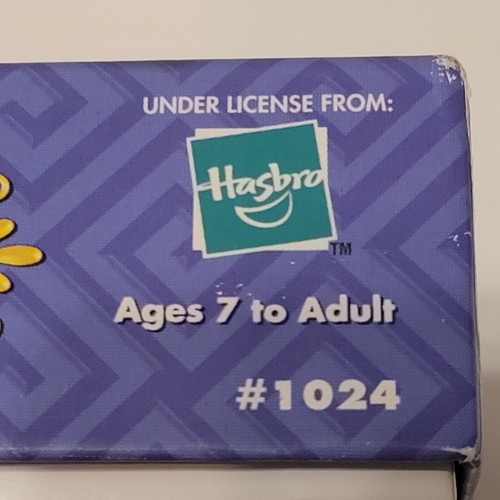 UNDER LICENSE FROM:
Hasbro
TM
Ages 7 to Adult
#1024